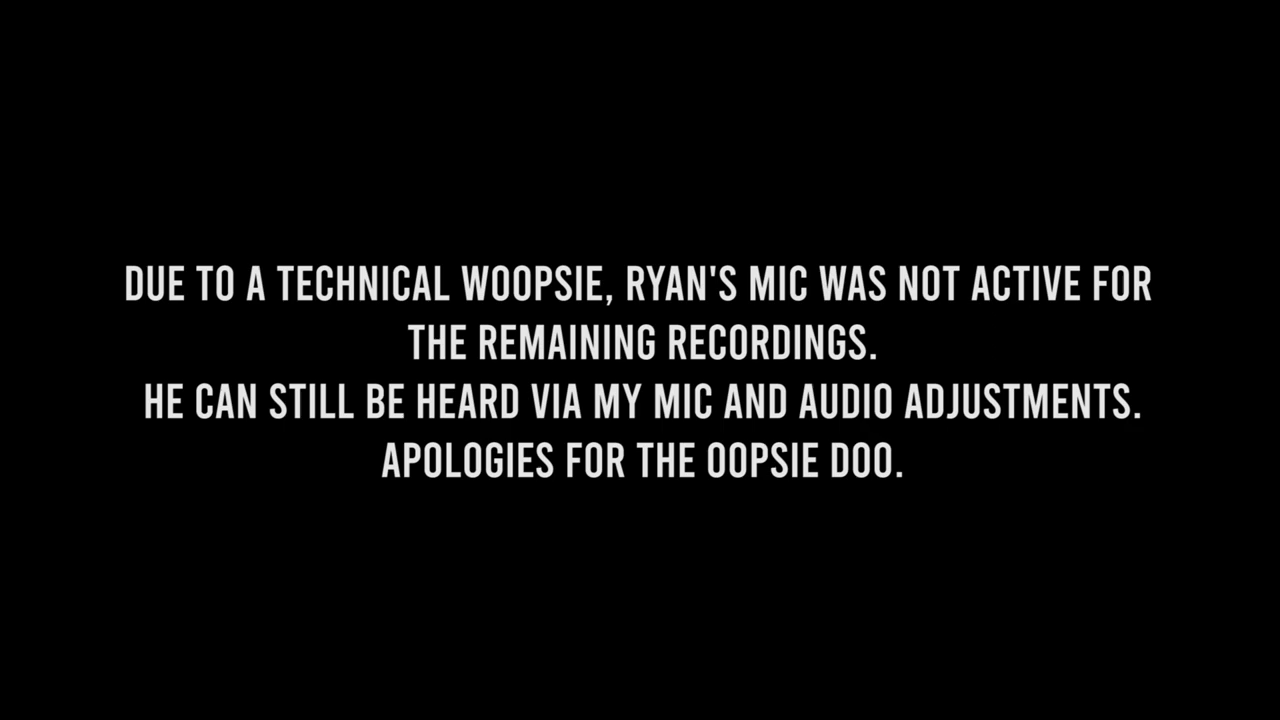 DUE TO A TECHNICAL WOOPSIE, RYAN'S MIC WAS NOT ACTIVE FOR
THE REMAINING RECORDINGS.
HE CAN STILL BE HEARD VIA MY MIC AND AUDIO ADJUSTMENTS.
APOLOGIES FOR THE OOPSIE DOO.